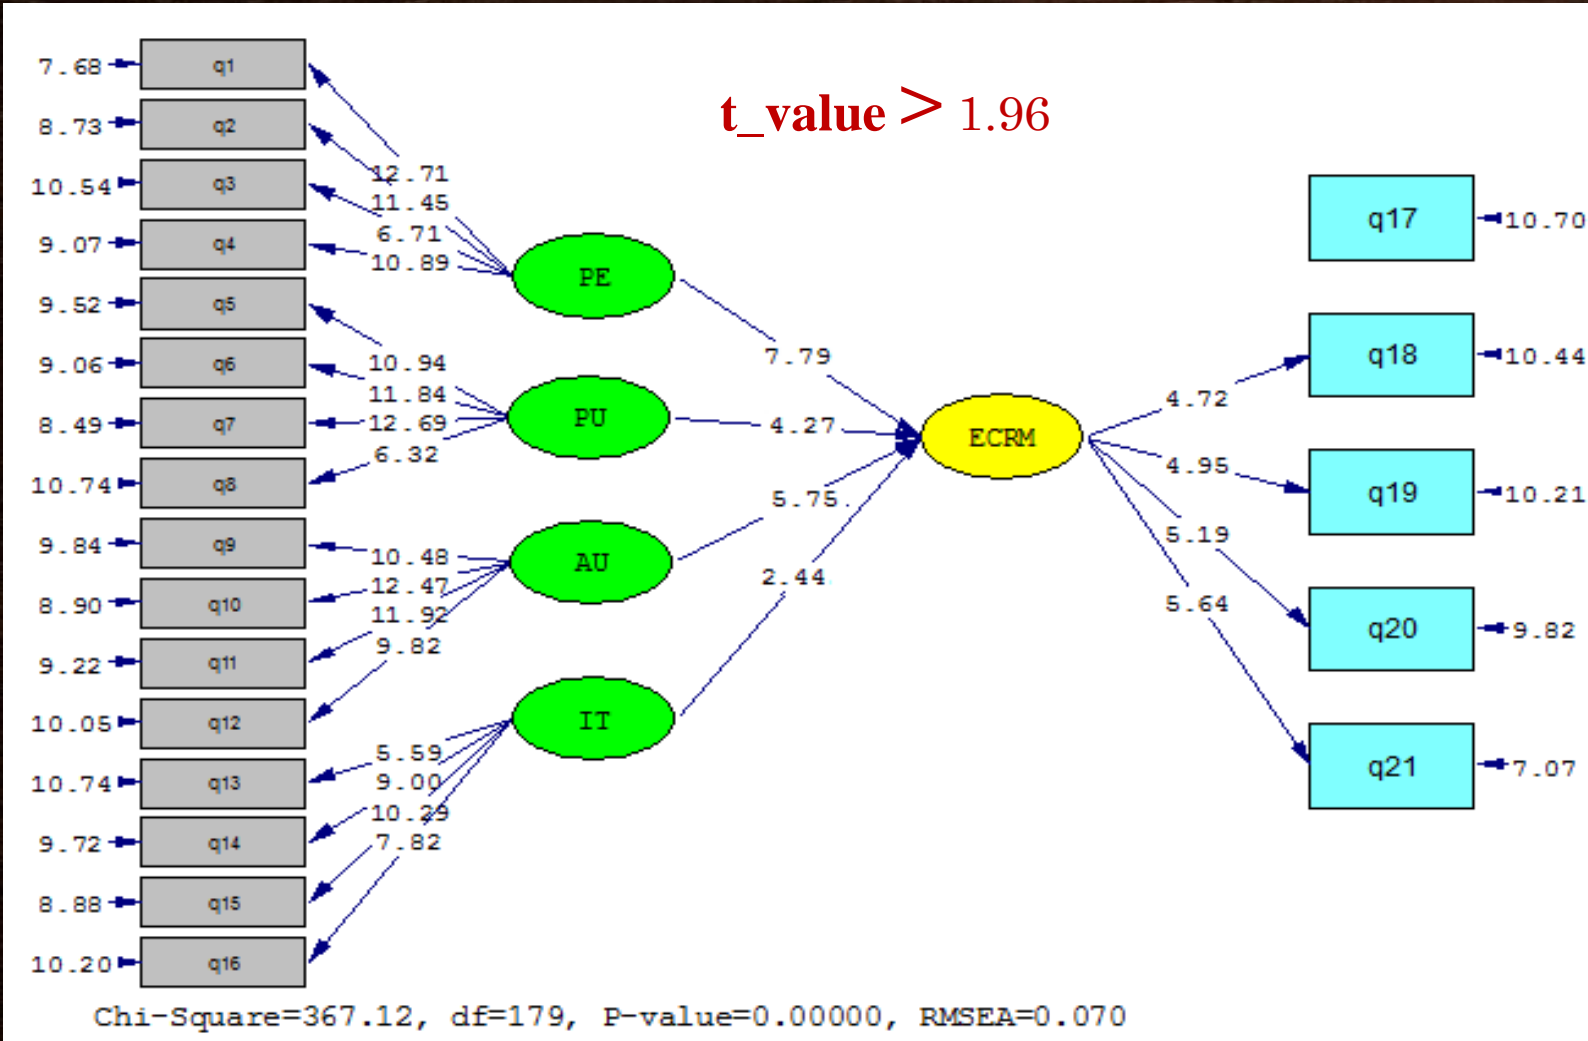 t_value > 1.96
7.68 q1
8.73 q2
10.54 q3
9.07 q4
9.52 q5
9.06 q6
8.49 q7
10.74 q8
9.84 q9
8.90 q10
9.22 q11
10.05 q12
10.74 q13
9.72 q14
8.88 q15
10.20 q16
12.71
11.45
6.71
10.89
10.94
11.84
12.69
6.32
10.48
12.47
11.92
9.82
5.59
9.00
10.29
7.82
PE
PU
AU
IT
7.79
4.27
5.75
2.44
ECRM
4.72
4.95
5.19
5.64
q17 10.70
q18 10.44
q19 10.21
q20 9.82
q21 7.07
Chi-Square=367.12, df=179, P-value=0.00000, RMSEA=0.070